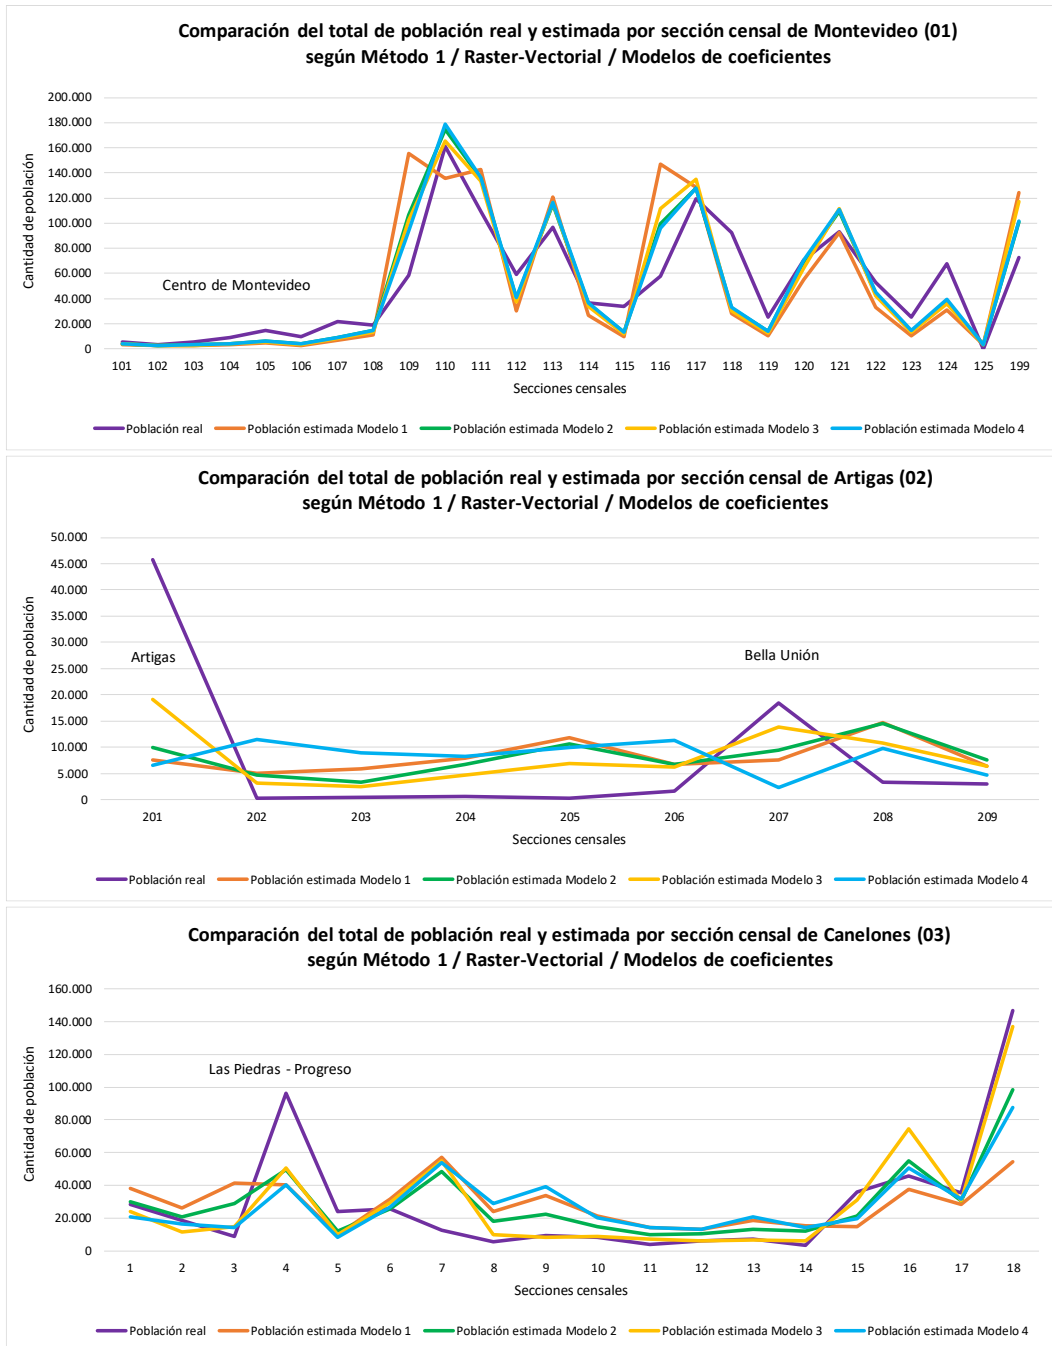 Comparación del total de población real y estimada por sección censal de Montevideo (01)
según Método 1 / Raster-Vectorial / Modelos de coeficientes
200.000
180.000
160.000
140.000
120.000
100.000
80.000
60.000
40.000
20.000
0
Cantidad de población
Centro de Montevideo
101 102 103 104 105 106 107 108 109 110 111 112 113 114 115 116 117 118 119 120 121 122 123 124 125 199
Secciones censales
Población real Población estimada Modelo 1 Población estimada Modelo 2 Población estimada Modelo 3 Población estimada Modelo 4
Comparación del total de población real y estimada por sección censal de Artigas (02)
según Método 1 / Raster-Vectorial / Modelos de coeficientes
50.000
45.000
40.000
35.000
30.000
25.000
20.000
15.000
10.000
5.000
0
Cantidad de población
Artigas
Bella Unión
201 202 203 204 205 206 207 208 209
Secciones censales
Población real Población estimada Modelo 1 Población estimada Modelo 2 Población estimada Modelo 3 Población estimada Modelo 4
Comparación del total de población real y estimada por sección censal de Canelones (03)
según Método 1 / Raster-Vectorial / Modelos de coeficientes
160.000
140.000
120.000
100.000
80.000
60.000
40.000
20.000
0
Cantidad de población
Las Piedras - Progreso
1 2 3 4 5 6 7 8 9 10 11 12 13 14 15 16 17 18
Secciones censales
Población real Población estimada Modelo 1 Población estimada Modelo 2 Población estimada Modelo 3 Población estimada Modelo 4